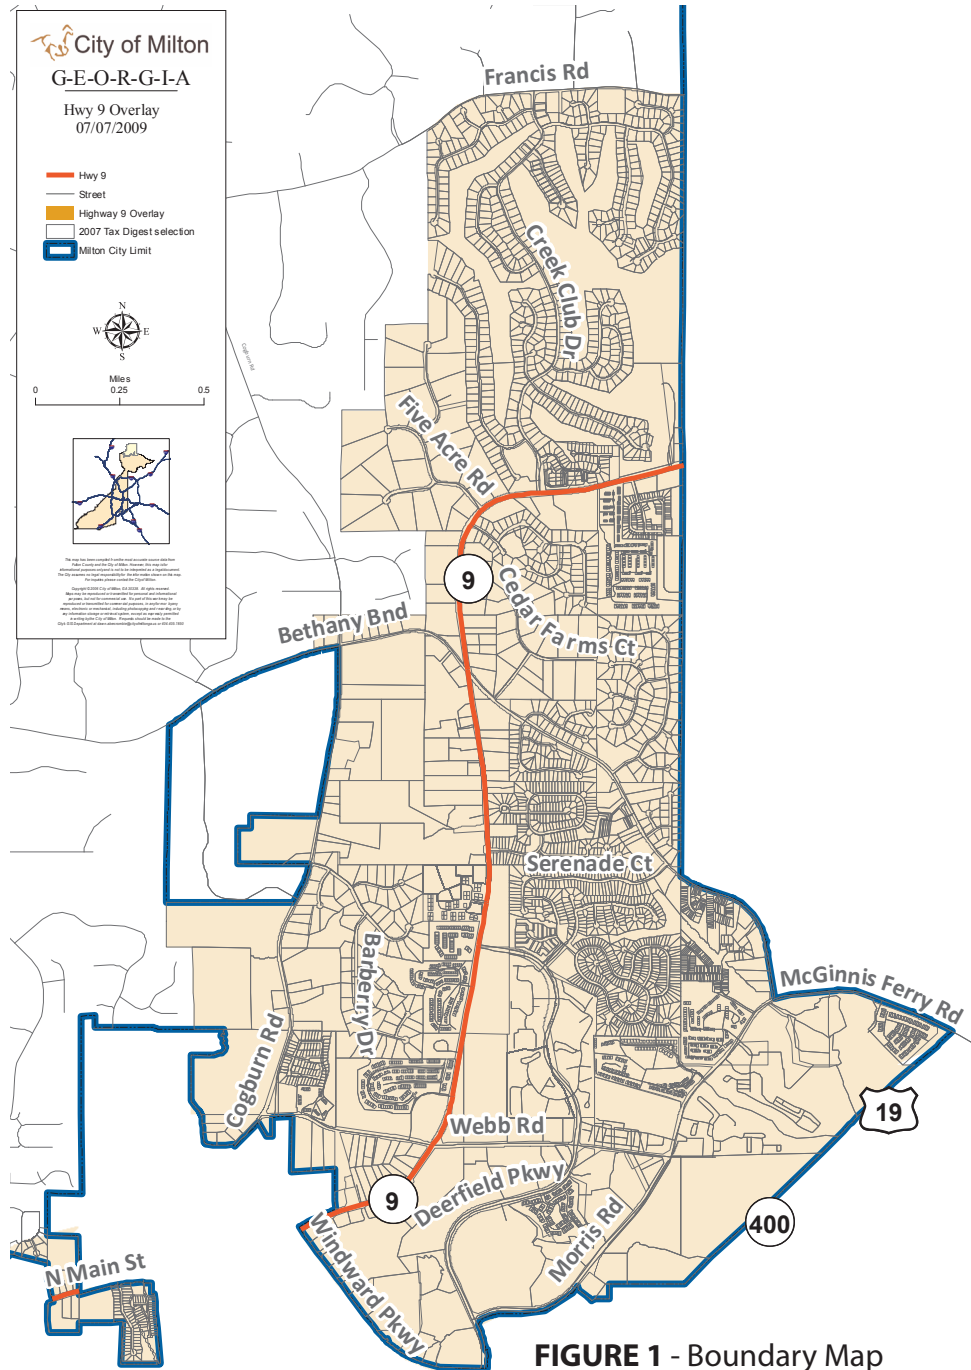 City of Milton
G-E-O-R-G-I-A
Hwy 9 Overlay
07/07/2009
Hwy 9
Street
Highway 9 Overlay
2007 Tax Digest selection
Milton City Limit
N
W E
S
Miles
0 0.25 0.5
Francis Rd
Creek Club Dr
Cogburn Rd
Five Acre Rd
9
Cedar Farms Ct
Bethany Bnd
Serenade Ct
Barberry Dr
McGinnis Ferry Rd
Cogburn Rd
19
Webb Rd
Deerfield Pkwy
9
Morris Rd
400
Windward Pkwy
N Main St
FIGURE 1 - Boundary Map